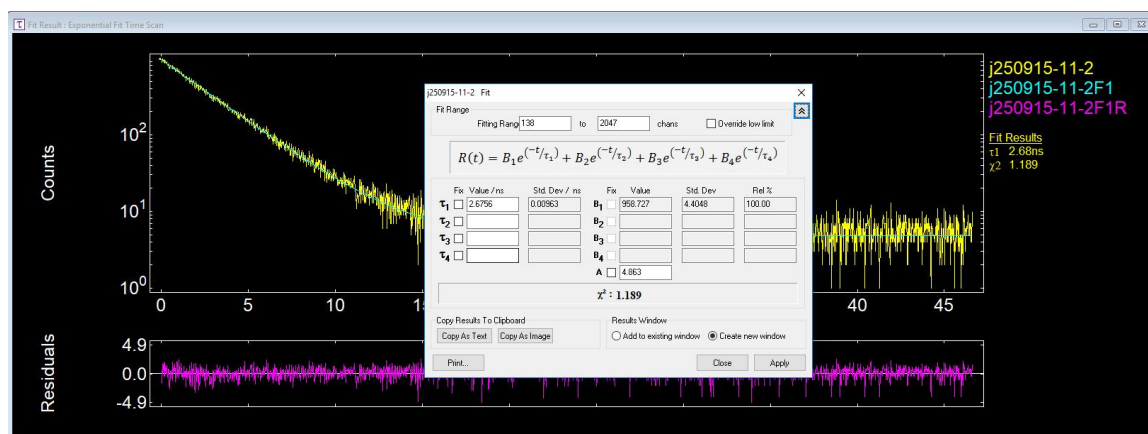 Fit Result : Exponential Fit Time Scan
j250915-11-2 Fit
Fit Range
Fitting Rang 138 to 2047 chans Override low limit
R(t) = B₁e^(-t/τ₁) + B₂e^(-t/τ₂) + B₃e^(-t/τ₃) + B₄e^(-t/τ₄)
Fix Value / ns Std. Dev / ns Fix Value Std. Dev Rel %
τ₁ 2.6756 0.00963 B₁ 958.727 4.4048 100.00
τ₂ B₂
τ₃ B₃
τ₄ B₄
A 4.863
χ² : 1.189
Copy Results To Clipboard
Copy As Text Copy As Image
Results Window
Add to existing window Create new window
Print... Close Apply
j250915-11-2
j250915-11-2F1
j250915-11-2F1R
Fit Results
τ1 2.68ns
χ2 1.189
Counts
10²
10¹
10⁰
0 5 10 15 40 45
Residuals
4.9
0.0
-4.9